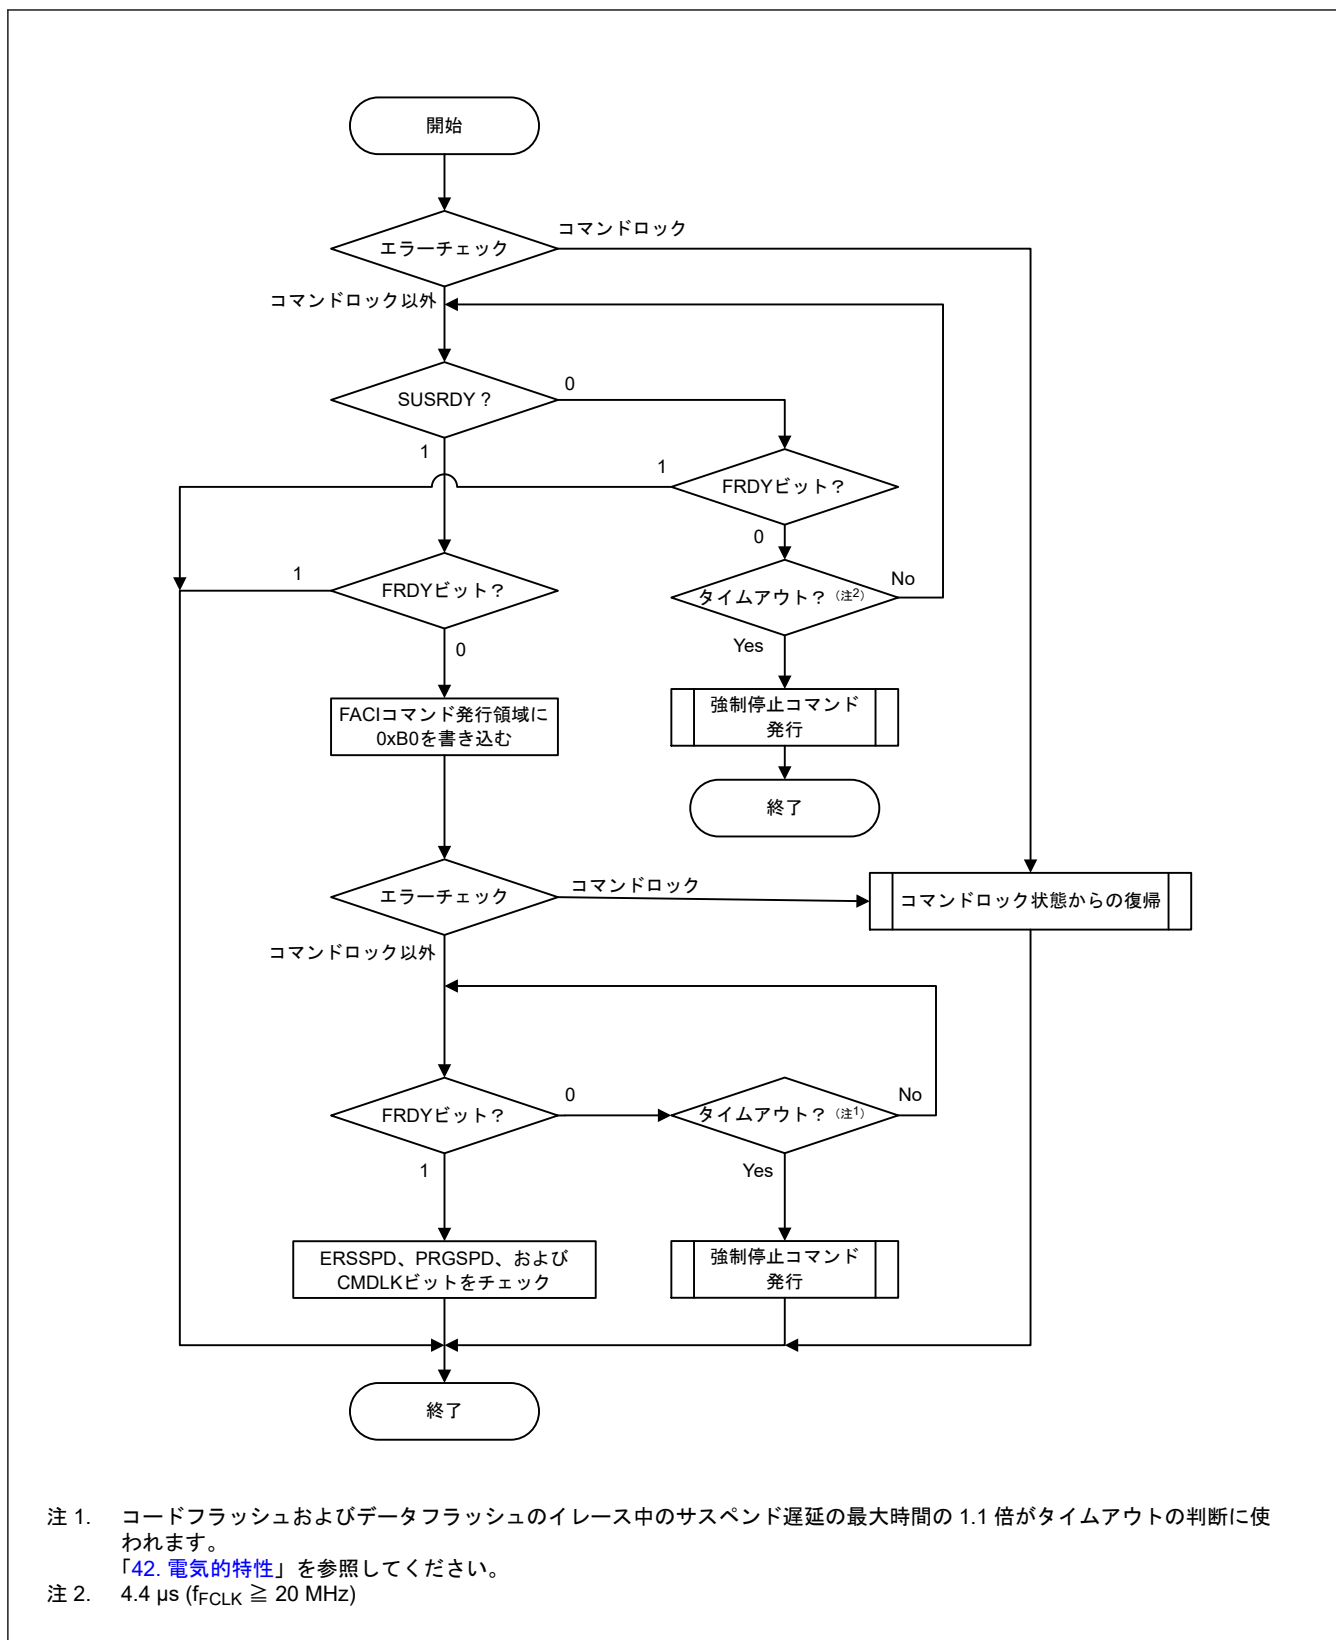 開始
エラーチェック
コマンドロック
コマンドロック以外
SUSRDY ?
0
1
FRDYビット？
1
0
FRDYビット？
1
0
タイムアウト？（注2）
No
Yes
強制停止コマンド
発行
終了
FACIコマンド発行領域に
0xB0を書き込む
エラーチェック
コマンドロック
コマンドロック状態からの復帰
コマンドロック以外
FRDYビット？
0
1
タイムアウト？（注1）
No
Yes
ERSSPD、PRGSPD、および
CMDLKビットをチェック
強制停止コマンド
発行
終了
注 1. コードフラッシュおよびデータフラッシュのイレース中のサスペンド遅延の最大時間の 1.1 倍がタイムアウトの判断に使
われます。
「42. 電気的特性」を参照してください。
注 2. 4.4 µs (fFCLK ≧ 20 MHz)